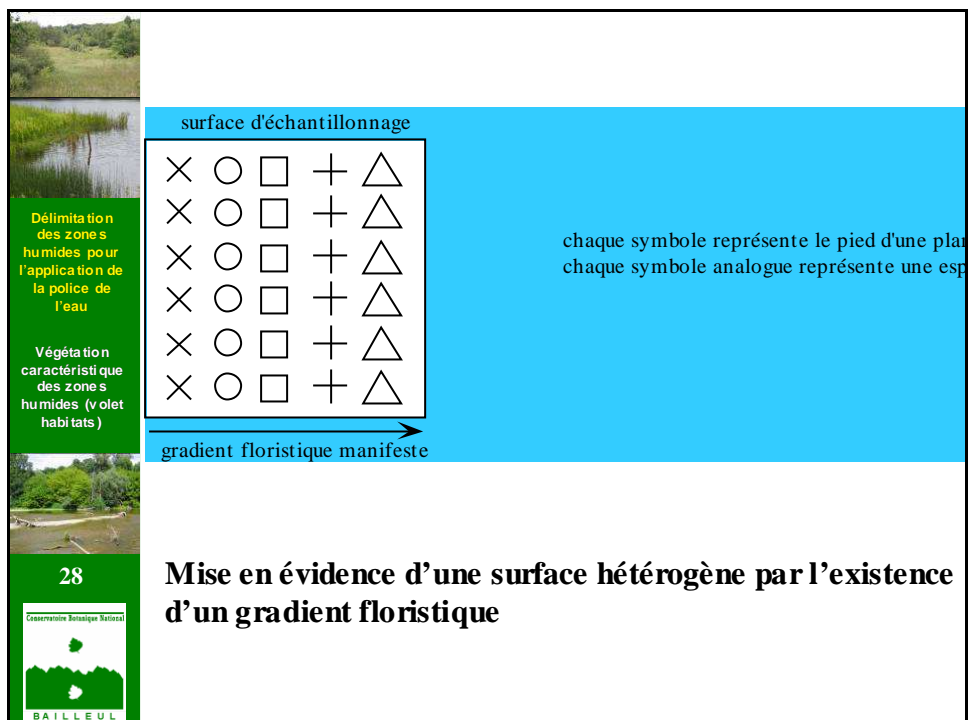 surface d'échantillonnage
chaque symbole représente le pied d'une
chaque symbole analogue représente une
gradient floristique manifeste
Délimitation
des zones
humides pour
l'application de
la police de
l'eau
Végétation
caractéristique
des zones
humides (volet
habitats)
28
Mise en évidence d'une surface hétérogène par l'existence
d'un gradient floristique
Conservatoire Botanique National
BAILLEUL